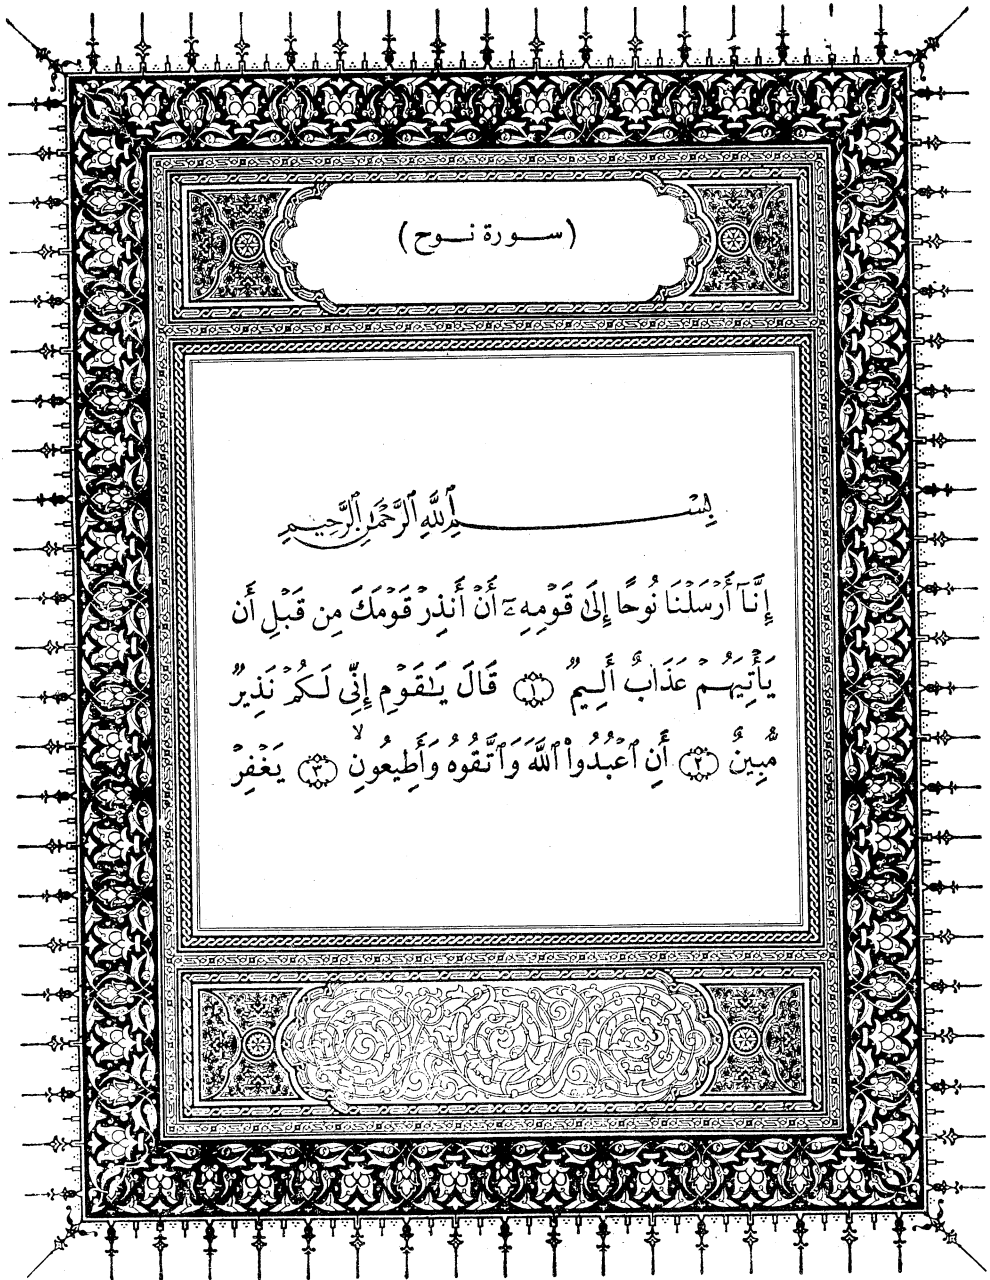 (سورة نوح)
بِسْمِ ٱللَّهِ ٱلرَّحْمَٰنِ ٱلرَّحِيمِ
إِنَّآ أَرْسَلْنَا نُوحًا إِلَىٰ قَوْمِهِۦٓ أَنْ أَنذِرْ قَوْمَكَ مِن قَبْلِ أَن
يَأْتِيَهُمْ عَذَابٌ أَلِيمٌ ١ قَالَ يَٰقَوْمِ إِنِّى لَكُمْ نَذِيرٌ
مُّبِينٌ ٢ أَنِ ٱعْبُدُوا۟ ٱللَّهَ وَٱتَّقُوهُ وَأَطِيعُونِ ۙ ٣ يَغْفِرْ